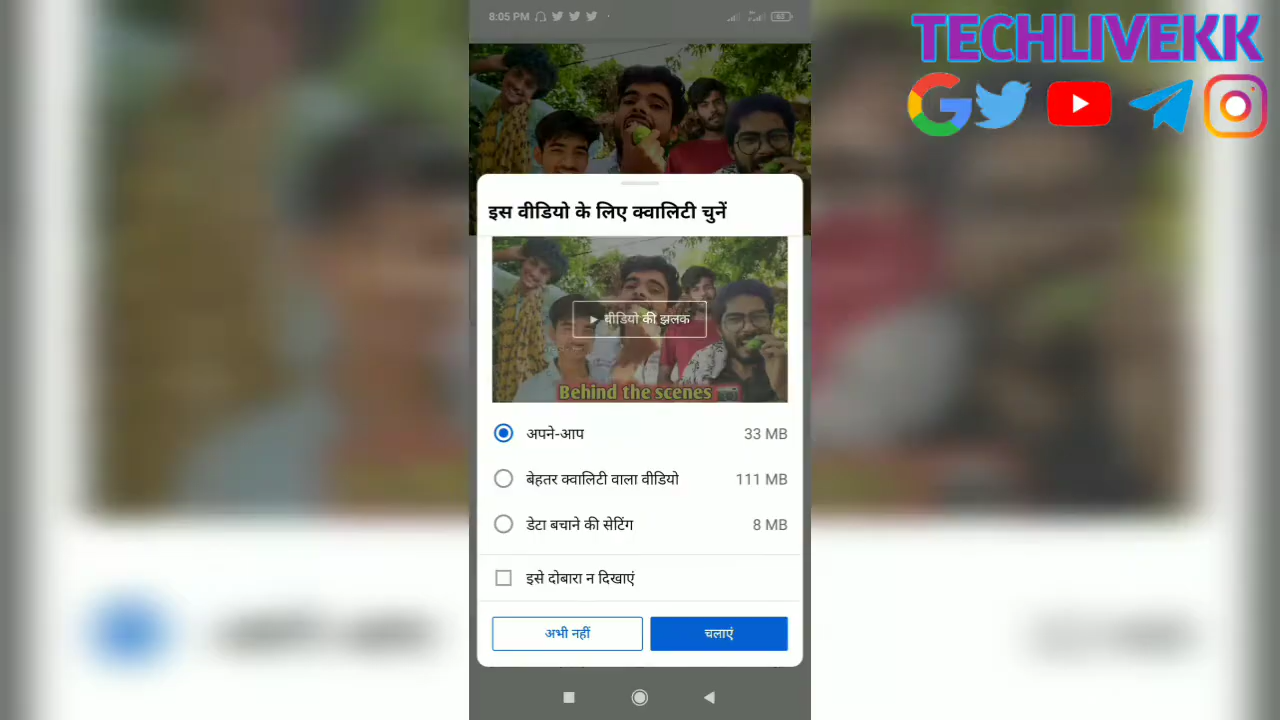 TECHLIVEKK
8:05 PM
63
इस वीडियो के लिए क्वालिटी चुनें
► वीडियो की झलक
Behind the scenes
अपने-आप 33 MB
बेहतर क्वालिटी वाला वीडियो 111 MB
डेटा बचाने की सेटिंग 8 MB
इसे दोबारा न दिखाएं
अभी नहीं चलाएं